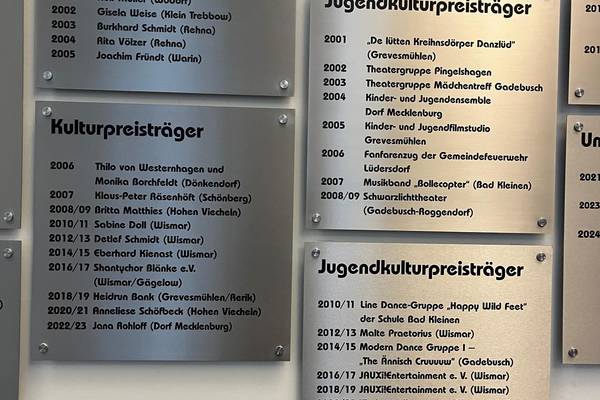 2002 Gisela Weise (Klein Trebbow)
2003 Burkhard Schmidt (Rehna)
2004 Rita Völzer (Rehna)
2005 Joachim Fründt (Warin)
Kulturpreisträger
2006 Thilo von Westernhagen und
Monika Borchfeldt (Dönkendorf)
2007 Klaus-Peter Räsenhöft (Schönberg)
2008/09 Britta Matthies (Hohen Viecheln)
2010/11 Sabine Doll (Wismar)
2012/13 Detlef Schmidt (Wismar)
2014/15 Eberhard Kienast (Wismar)
2016/17 Shantychor Blänke e.V.
(Wismar/Gägelow)
2018/19 Heidrun Bank (Grevesmühlen/Rerik)
2020/21 Anneliese Schöfbeck (Hohen Viecheln)
2022/23 Jana Rohloff (Dorf Mecklenburg)
Jugendkulturpreisträger
2001 „De lütten Kreihnsdörper Danzlüd"
(Grevesmühlen)
2002 Theatergruppe Pingelshagen
2003 Theatergruppe Mädchentreff Gadebusch
2004 Kinder- und Jugendensemble
Dorf Mecklenburg
2005 Kinder- und Jugendfilmstudio
Grevesmühlen
2006 Fanfarenzug der Gemeindefeuerwehr
Lüdersdorf
2007 Musikband „Bollecopter" (Bad Kleinen)
2008/09 Schwarzlichttheater
(Gadebusch-Roggendorf)
Jugendkulturpreisträger
2010/11 Line Dance-Gruppe „Happy Wild Feet"
der Schule Bad Kleinen
2012/13 Malte Praetorius (Wismar)
2014/15 Modern Dance Gruppe I –
„The Ännisch Cruuuuw" (Gadebusch)
2016/17 JAUX!Entertainment e. V. (Wismar)
2018/19 JAUX!Entertainment e. V. (Wismar)
2021
2023
2024